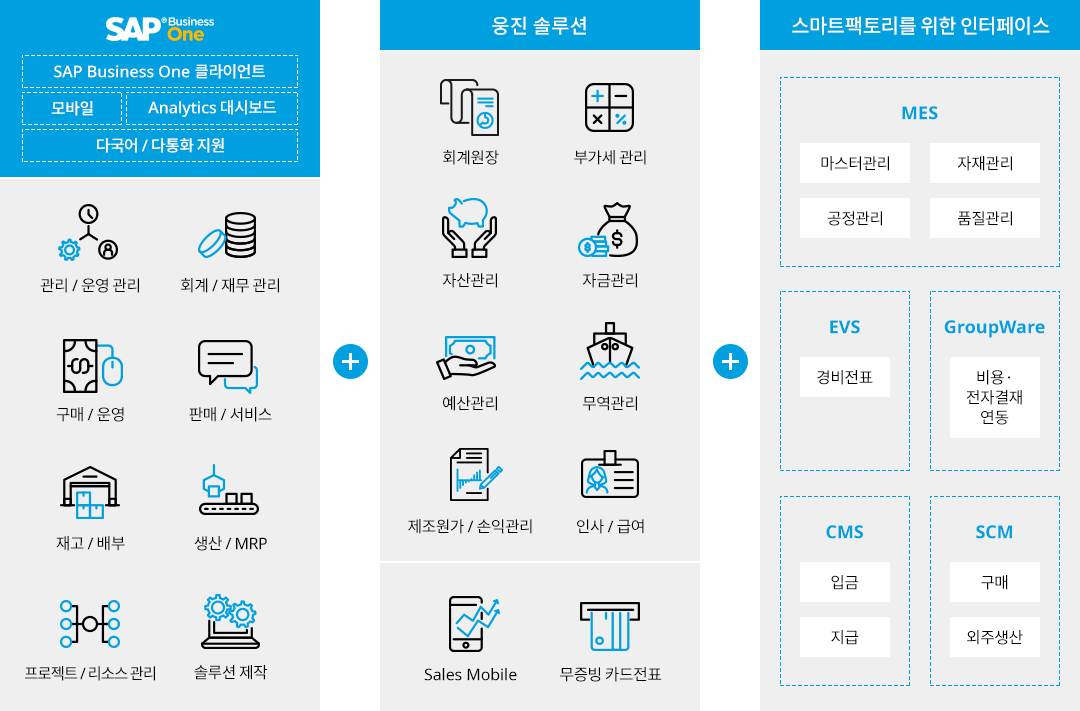 SAP® Business One
SAP Business One 클라이언트
모바일
Analytics 대시보드
다국어 / 다통화 지원
관리 / 운영 관리
회계 / 재무 관리
구매 / 운영
판매 / 서비스
재고 / 배부
생산 / MRP
프로젝트 / 리소스 관리
솔루션 제작
웅진 솔루션
회계원장
부가세 관리
자산관리
자금관리
예산관리
무역관리
제조원가 / 손익관리
인사 / 급여
Sales Mobile
무증빙 카드전표
스마트팩토리를 위한 인터페이스
MES
마스터관리
자재관리
공정관리
품질관리
EVS
경비전표
GroupWare
비용 ·
전자결재
연동
CMS
입금
지급
SCM
구매
외주생산